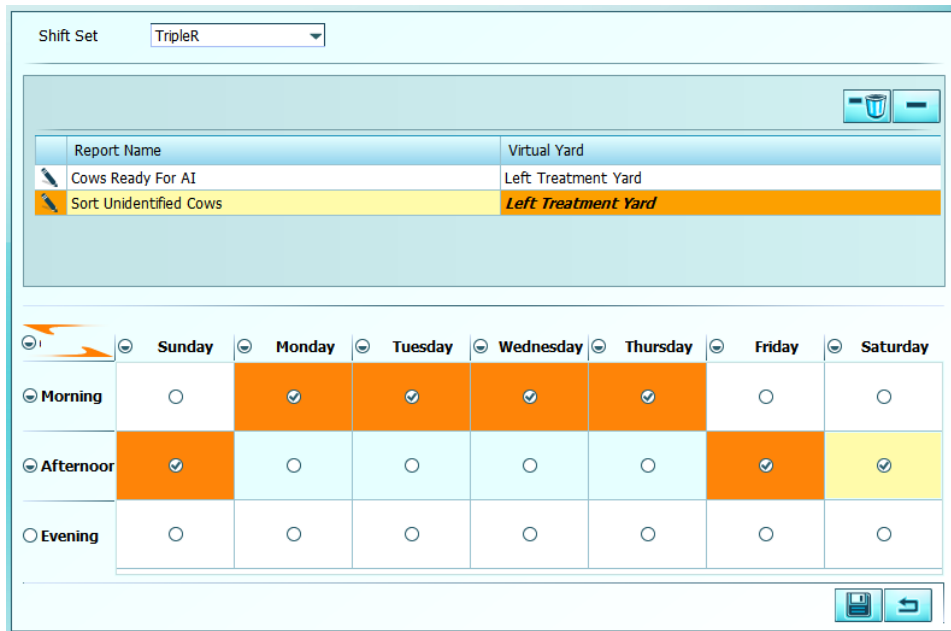 Shift Set TripleR
Report Name Virtual Yard
Cows Ready For AI Left Treatment Yard
Sort Unidentified Cows Left Treatment Yard
Sunday Monday Tuesday Wednesday Thursday Friday Saturday
Morning
Afternoor
Evening